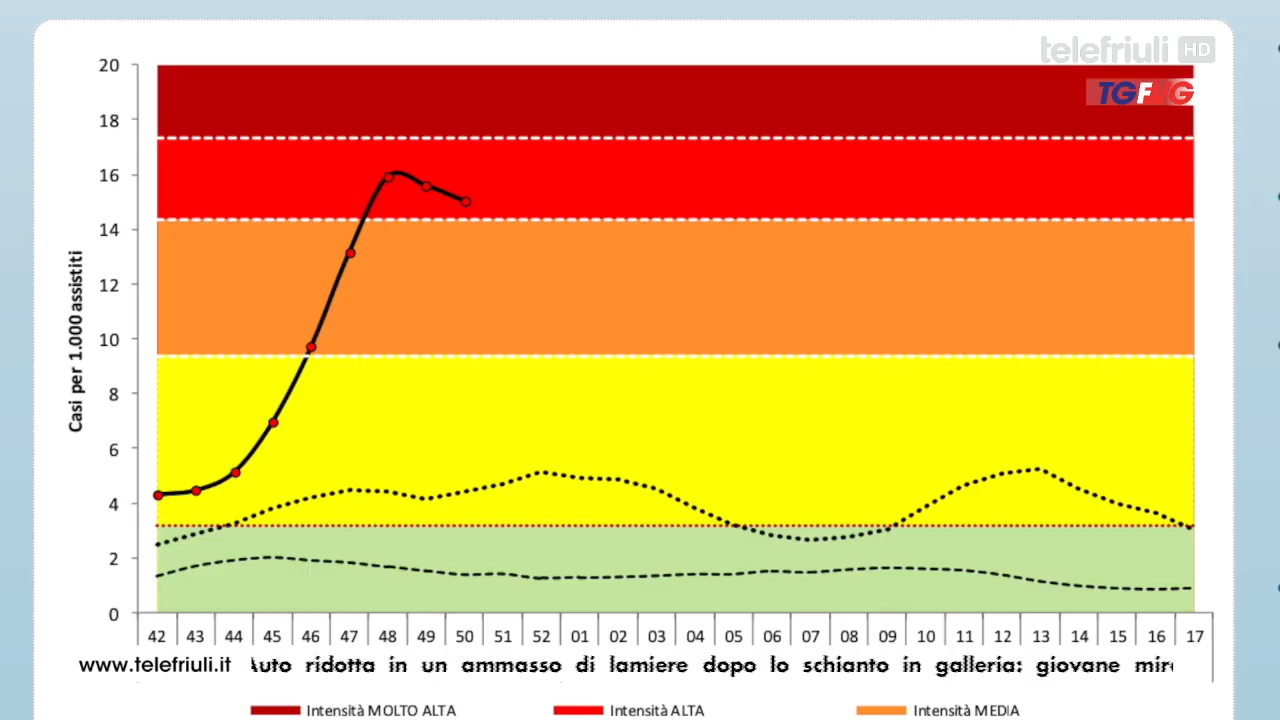 telefriuli HD
TGF G
20
18
16
14
12
10
8
6
4
2
0
Casi per 1.000 assistiti
42 43 44 45 46 47 48 49 50 51 52 01 02 03 04 05 06 07 08 09 10 11 12 13 14 15 16 17
www.telefriuli.it Auto ridotta in un ammasso di lamiere dopo lo schianto in galleria: giovane
Intensità MOLTO ALTA Intensità ALTA Intensità MEDIA